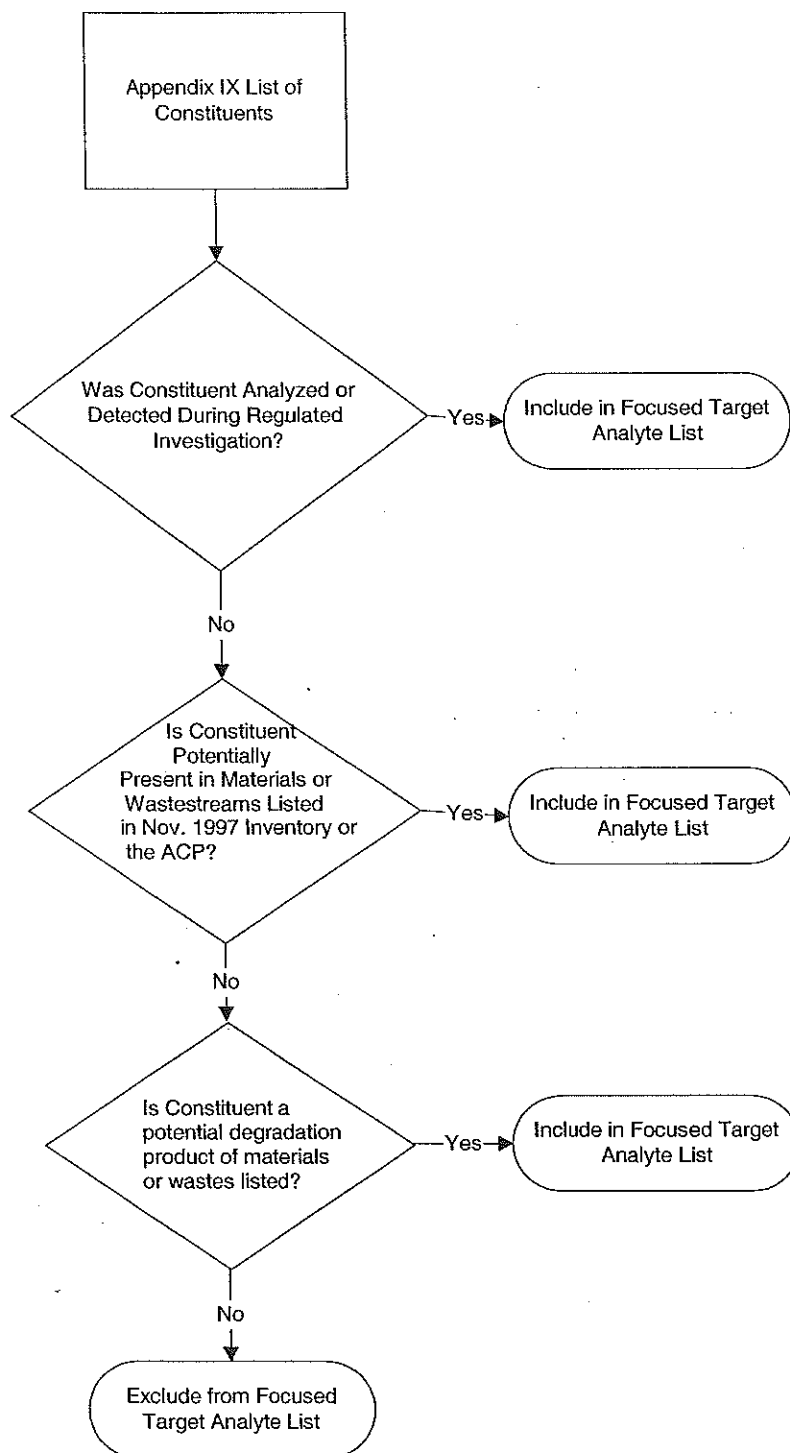 Appendix IX List of
Constituents
Was Constituent Analyzed or
Detected During Regulated
Investigation?
Yes
Include in Focused Target
Analyte List
No
Is Constituent
Potentially
Present in Materials or
Wastestreams Listed
in Nov. 1997 Inventory or
the ACP?
Yes
Include in Focused Target
Analyte List
No
Is Constituent a
potential degradation
product of materials
or wastes listed?
Yes
Include in Focused Target
Analyte List
No
Exclude from Focused
Target Analyte List